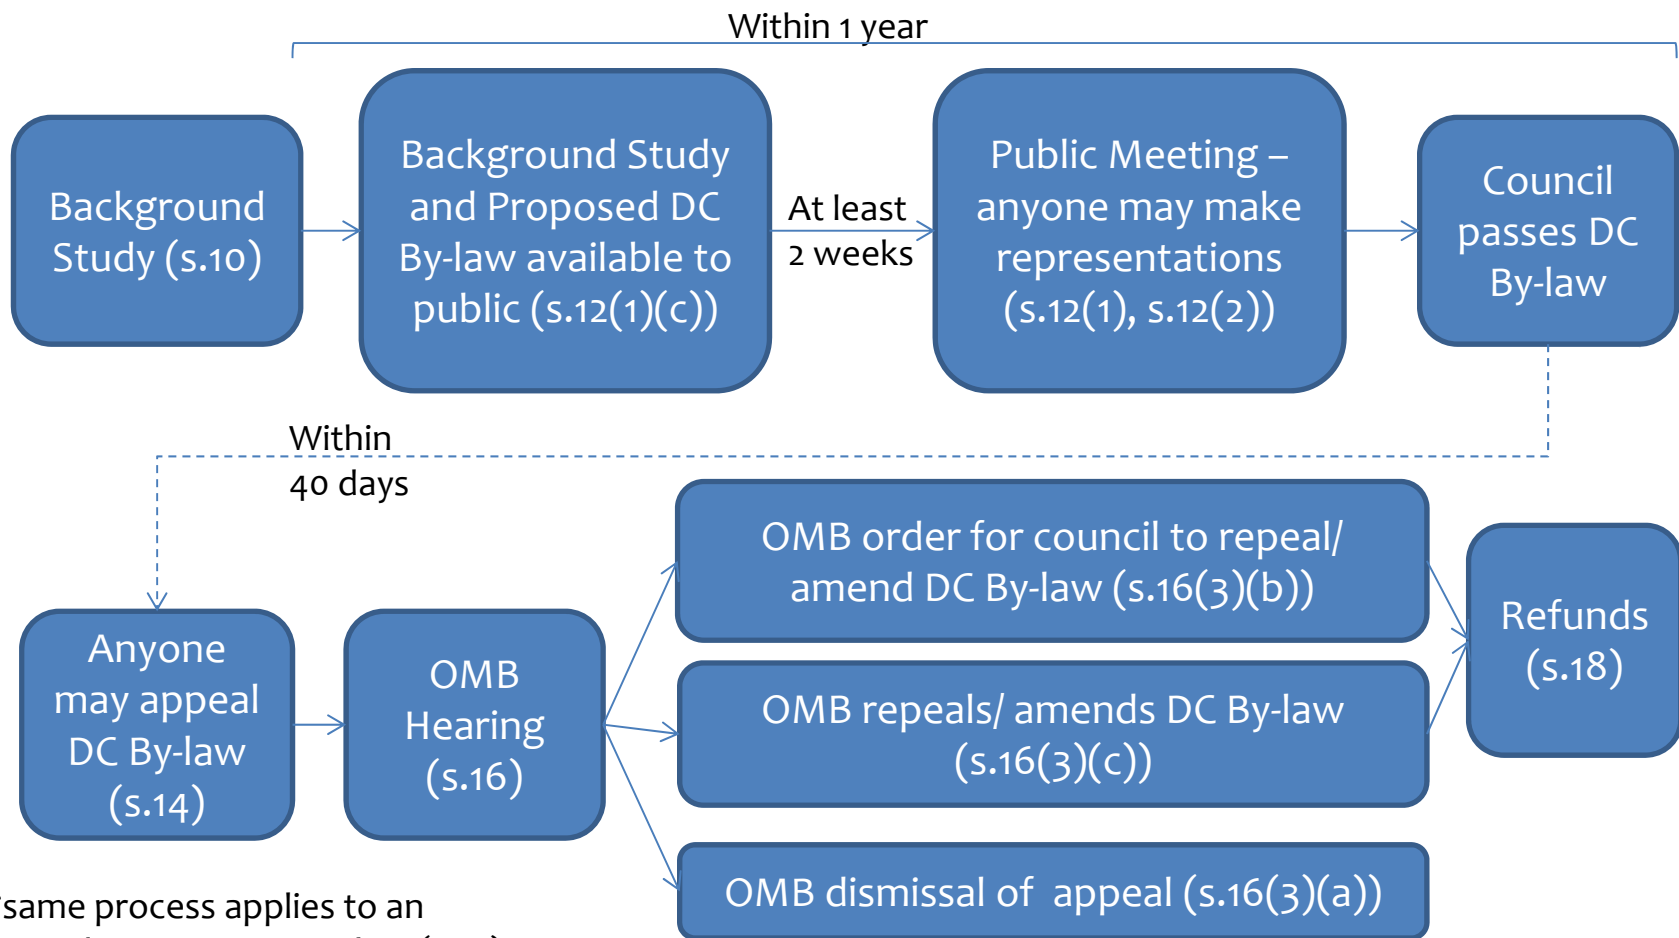 Within 1 year
Background
Study (s.10)
Background Study
and Proposed DC
By-law available to
public (s.12(1)(c))
At least
2 weeks
Public Meeting –
anyone may make
representations
(s.12(1), s.12(2))
Council
passes DC
By-law
Within
40 days
Anyone
may appeal
DC By-law
(s.14)
OMB
Hearing
(s.16)
OMB order for council to repeal/
amend DC By-law (s.16(3)(b))
OMB repeals/ amends DC By-law
(s.16(3)(c))
OMB dismissal of appeal (s.16(3)(a))
Refunds
(s.18)
*same process applies to an